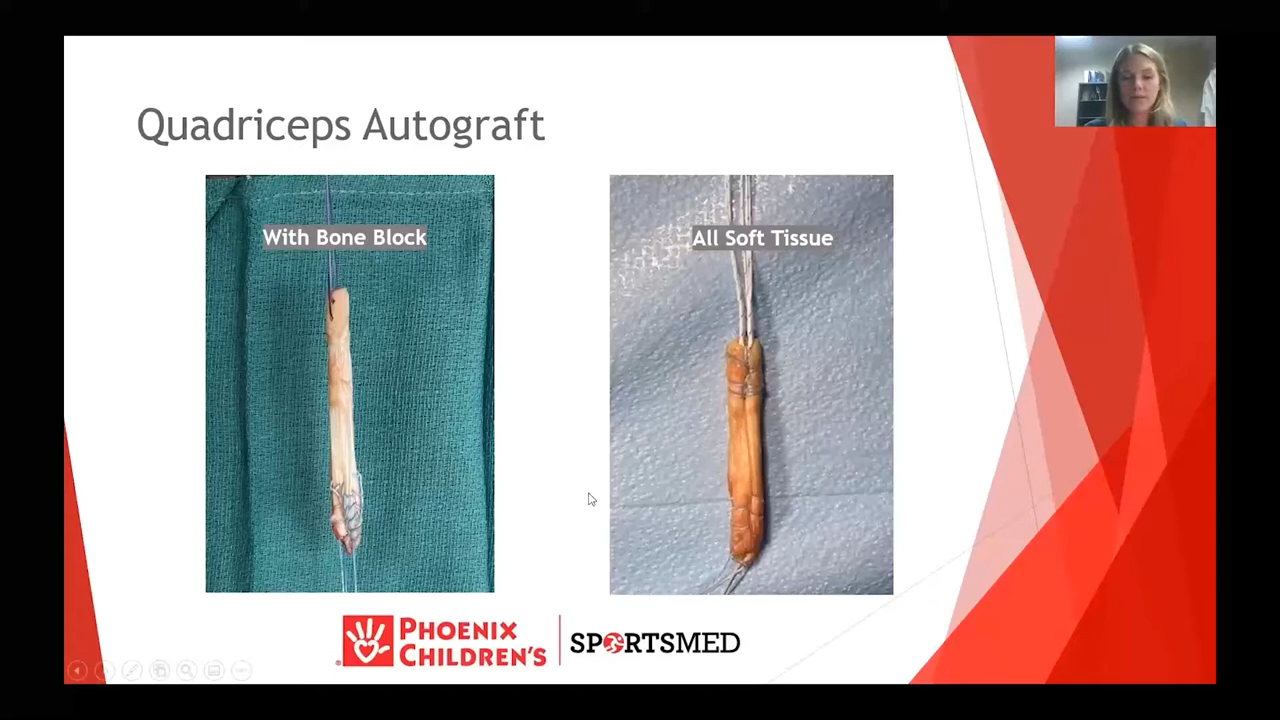 Quadriceps Autograft
With Bone Block
All Soft Tissue
PHOENIX
CHILDREN'S
SPORTSMED